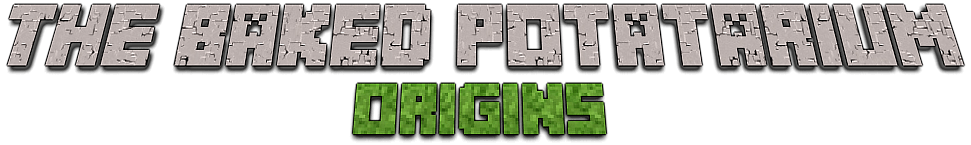 THE BAKED POTATARIUM
ORIGINS